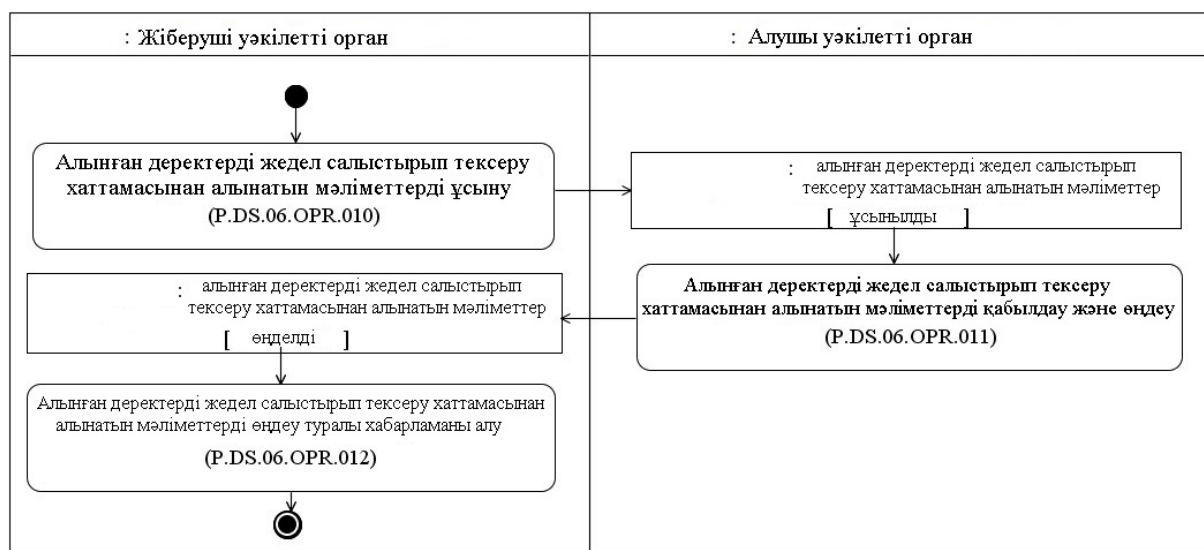 : Жіберуші уәкілетті орган
: Алушы уәкілетті орган
Алынған деректерді жедел салыстырып тексеру
хаттамасынан алынатын мәліметтерді ұсыну
(P.DS.06.OPR.010)
: алынған деректерді жедел салыстырып
тексеру хаттамасынан алынатын мәліметтер
[ ұсынылды ]
Алынған деректерді жедел салыстырып тексеру
хаттамасынан алынатын мәліметтерді қабылдау және өңдеу
(P.DS.06.OPR.011)
: алынған деректерді жедел салыстырып
тексеру хаттамасынан алынатын мәліметтер
[ өңделді ]
Алынған деректерді жедел салыстырып тексеру хаттамасынан
алынатын мәліметтерді өңдеу туралы хабарламаны алу
(P.DS.06.OPR.012)